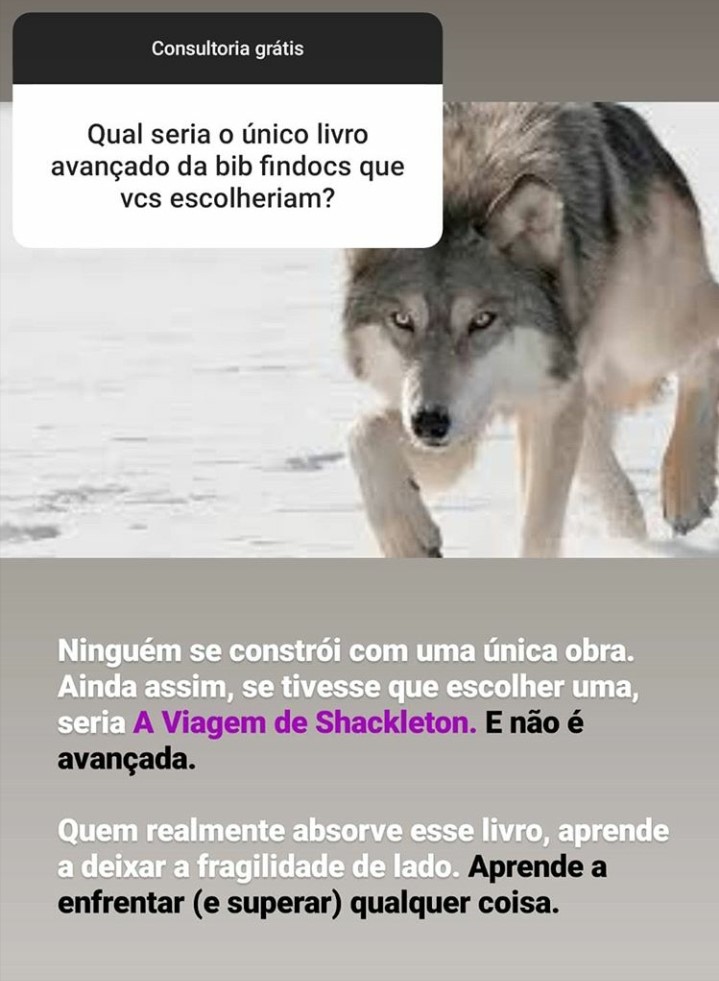 Consultoria grátis
Qual seria o único livro
avançado da bib findocs que
vcs escolheriam?
Ninguém se constrói com uma única obra.
Ainda assim, se tivesse que escolher uma,
seria A Viagem de Shackleton. E não é
avançada.
Quem realmente absorve esse livro, aprende
a deixar a fragilidade de lado. Aprende a
enfrentar (e superar) qualquer coisa.